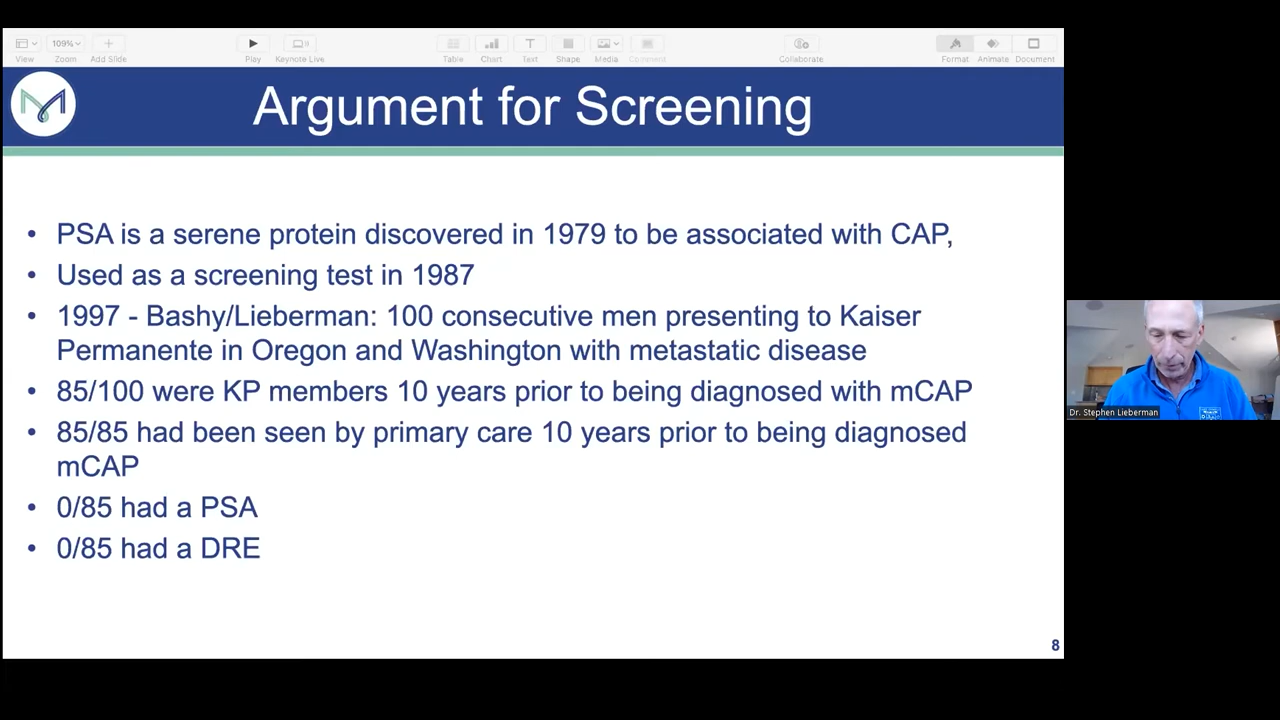 View
109%
Zoom
Add Slide
Play
Keynote Live
Table
Chart
Text
Shape
Media
Comment
Collaborate
Format
Animate
Document
Argument for Screening
• PSA is a serene protein discovered in 1979 to be associated with CAP,
• Used as a screening test in 1987
• 1997 - Bashy/Lieberman: 100 consecutive men presenting to Kaiser
Permanente in Oregon and Washington with metastatic disease
• 85/100 were KP members 10 years prior to being diagnosed with mCAP
• 85/85 had been seen by primary care 10 years prior to being diagnosed
mCAP
• 0/85 had a PSA
• 0/85 had a DRE
8
Dr. Stephen Lieberman